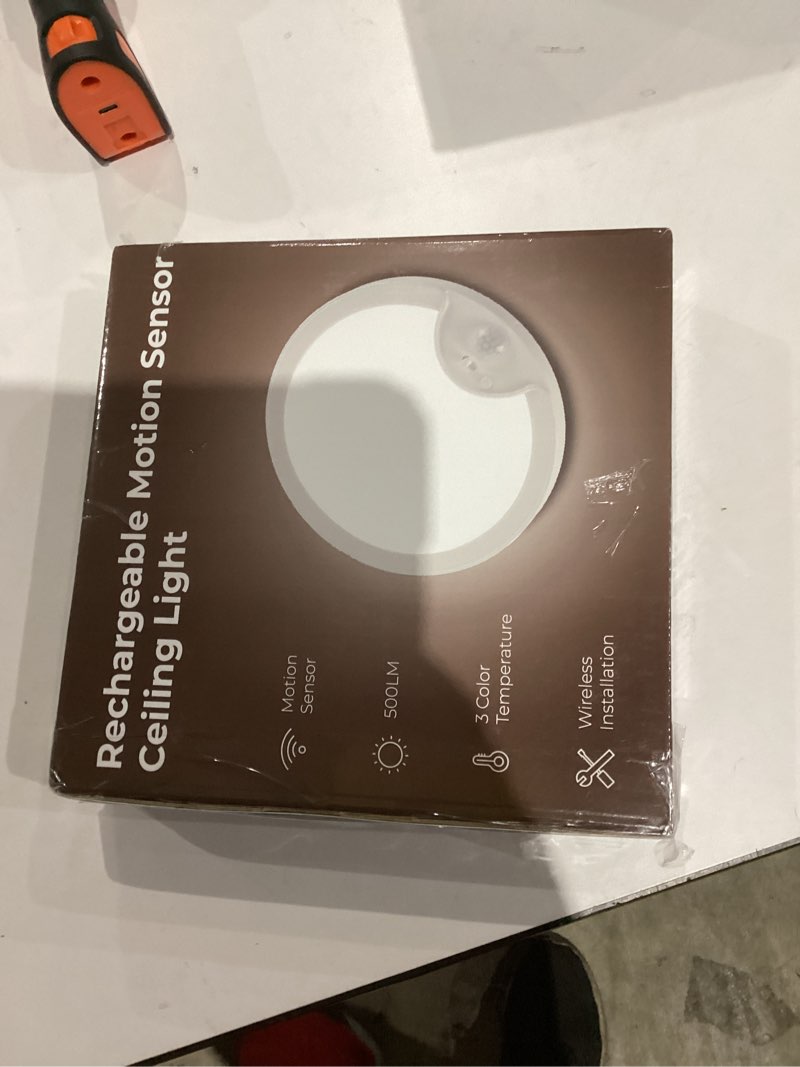 Rechargeable Motion Sensor
Ceiling Light
Motion
Sensor
500LM
3 Color
Temperature
Wireless
Installation